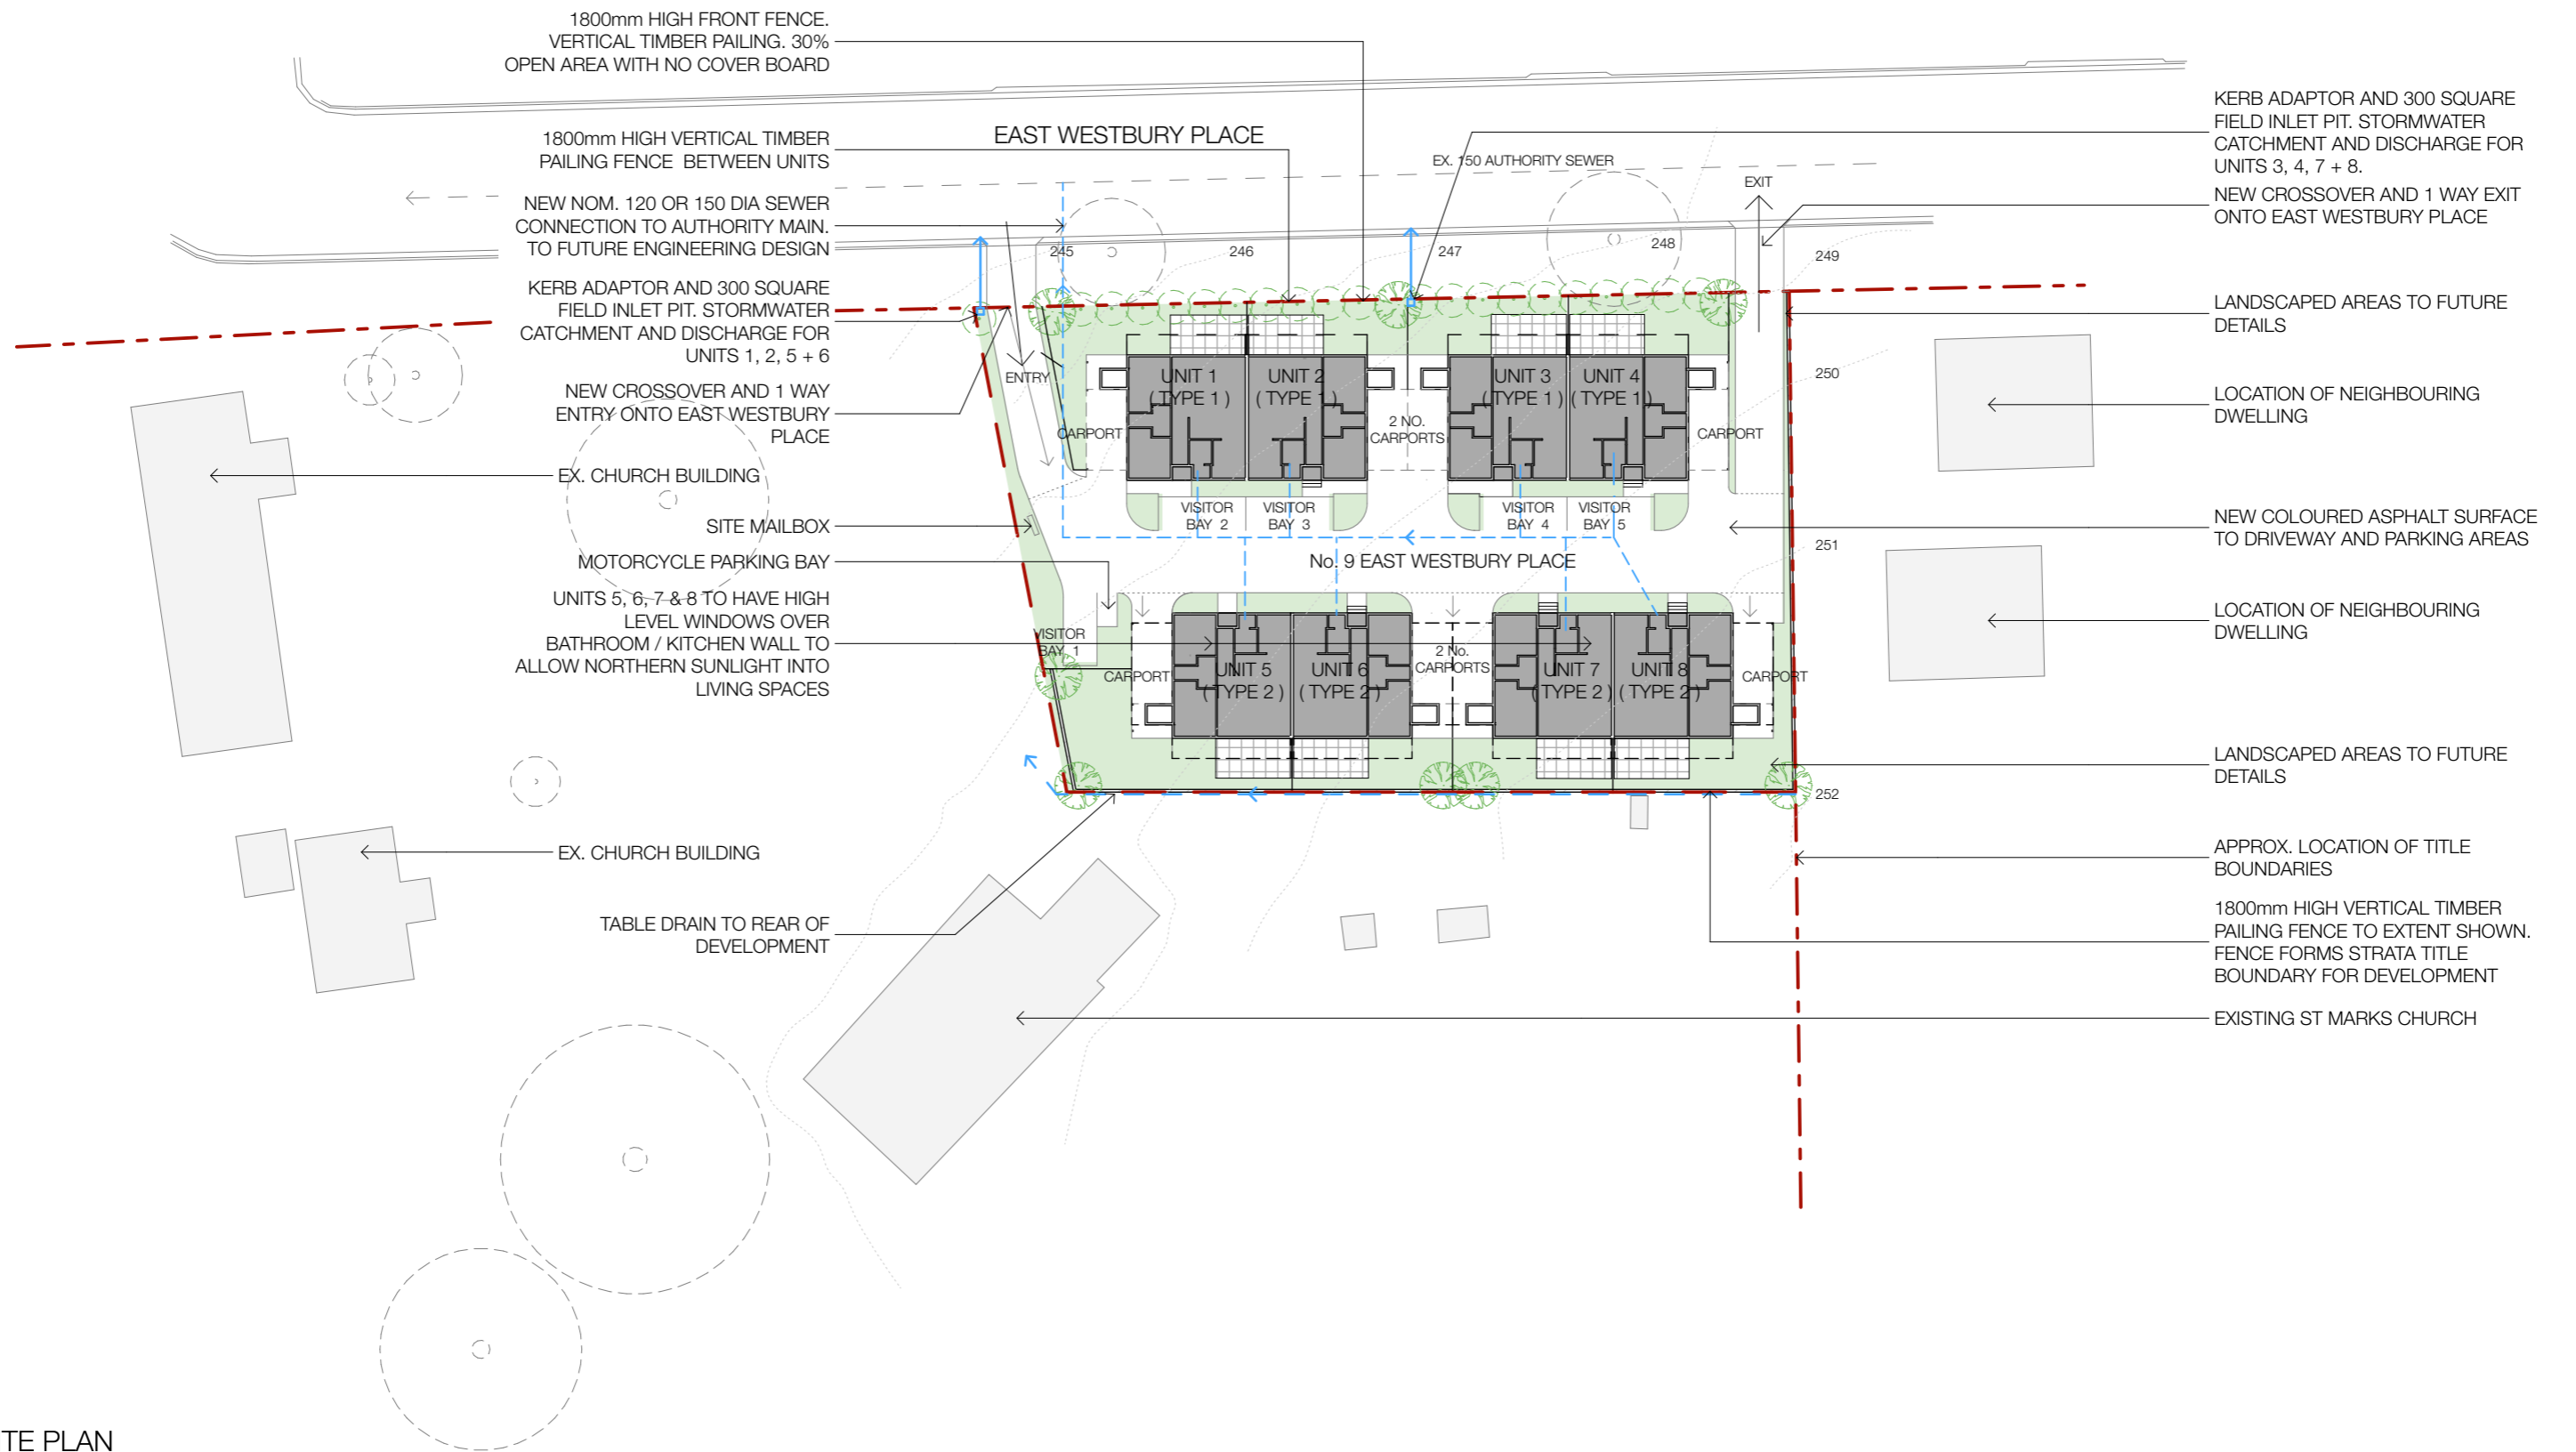 1800mm HIGH FRONT FENCE.
VERTICAL TIMBER PAILING. 30%
OPEN AREA WITH NO COVER BOARD
1800mm HIGH VERTICAL TIMBER
PAILING FENCE BETWEEN UNITS
NEW NOM. 120 OR 150 DIA SEWER
CONNECTION TO AUTHORITY MAIN.
TO FUTURE ENGINEERING DESIGN
KERB ADAPTOR AND 300 SQUARE
FIELD INLET PIT. STORMWATER
CATCHMENT AND DISCHARGE FOR
UNITS 1, 2, 5 + 6
NEW CROSSOVER AND 1 WAY
ENTRY ONTO EAST WESTBURY
PLACE
EX. CHURCH BUILDING
SITE MAILBOX
MOTORCYCLE PARKING BAY
UNITS 5, 6, 7 & 8 TO HAVE HIGH
LEVEL WINDOWS OVER
BATHROOM / KITCHEN WALL TO
ALLOW NORTHERN SUNLIGHT INTO
LIVING SPACES
EX. CHURCH BUILDING
TABLE DRAIN TO REAR OF
DEVELOPMENT
EAST WESTBURY PLACE
EX. 150 AUTHORITY SEWER
EXIT
245
246
247
248
249
250
251
252
ENTRY
UNIT 1
( TYPE 1 )
UNIT 2
( TYPE 1 )
UNIT 3
( TYPE 1 )
UNIT 4
( TYPE 1 )
CARPORT
2 NO.
CARPORTS
CARPORT
VISITOR
BAY 2
VISITOR
BAY 3
VISITOR
BAY 4
VISITOR
BAY 5
No. 9 EAST WESTBURY PLACE
VISITOR
BAY 1
CARPORT
UNIT 5
( TYPE 2 )
UNIT 6
( TYPE 2 )
2 No.
CARPORTS
UNIT 7
( TYPE 2 )
UNIT 8
( TYPE 2 )
CARPORT
KERB ADAPTOR AND 300 SQUARE
FIELD INLET PIT. STORMWATER
CATCHMENT AND DISCHARGE FOR
UNITS 3, 4, 7 + 8.
NEW CROSSOVER AND 1 WAY EXIT
ONTO EAST WESTBURY PLACE
LANDSCAPED AREAS TO FUTURE
DETAILS
LOCATION OF NEIGHBOURING
DWELLING
NEW COLOURED ASPHALT SURFACE
TO DRIVEWAY AND PARKING AREAS
LOCATION OF NEIGHBOURING
DWELLING
LANDSCAPED AREAS TO FUTURE
DETAILS
APPROX. LOCATION OF TITLE
BOUNDARIES
1800mm HIGH VERTICAL TIMBER
PAILING FENCE TO EXTENT SHOWN.
FENCE FORMS STRATA TITLE
BOUNDARY FOR DEVELOPMENT
EXISTING ST MARKS CHURCH
TE PLAN